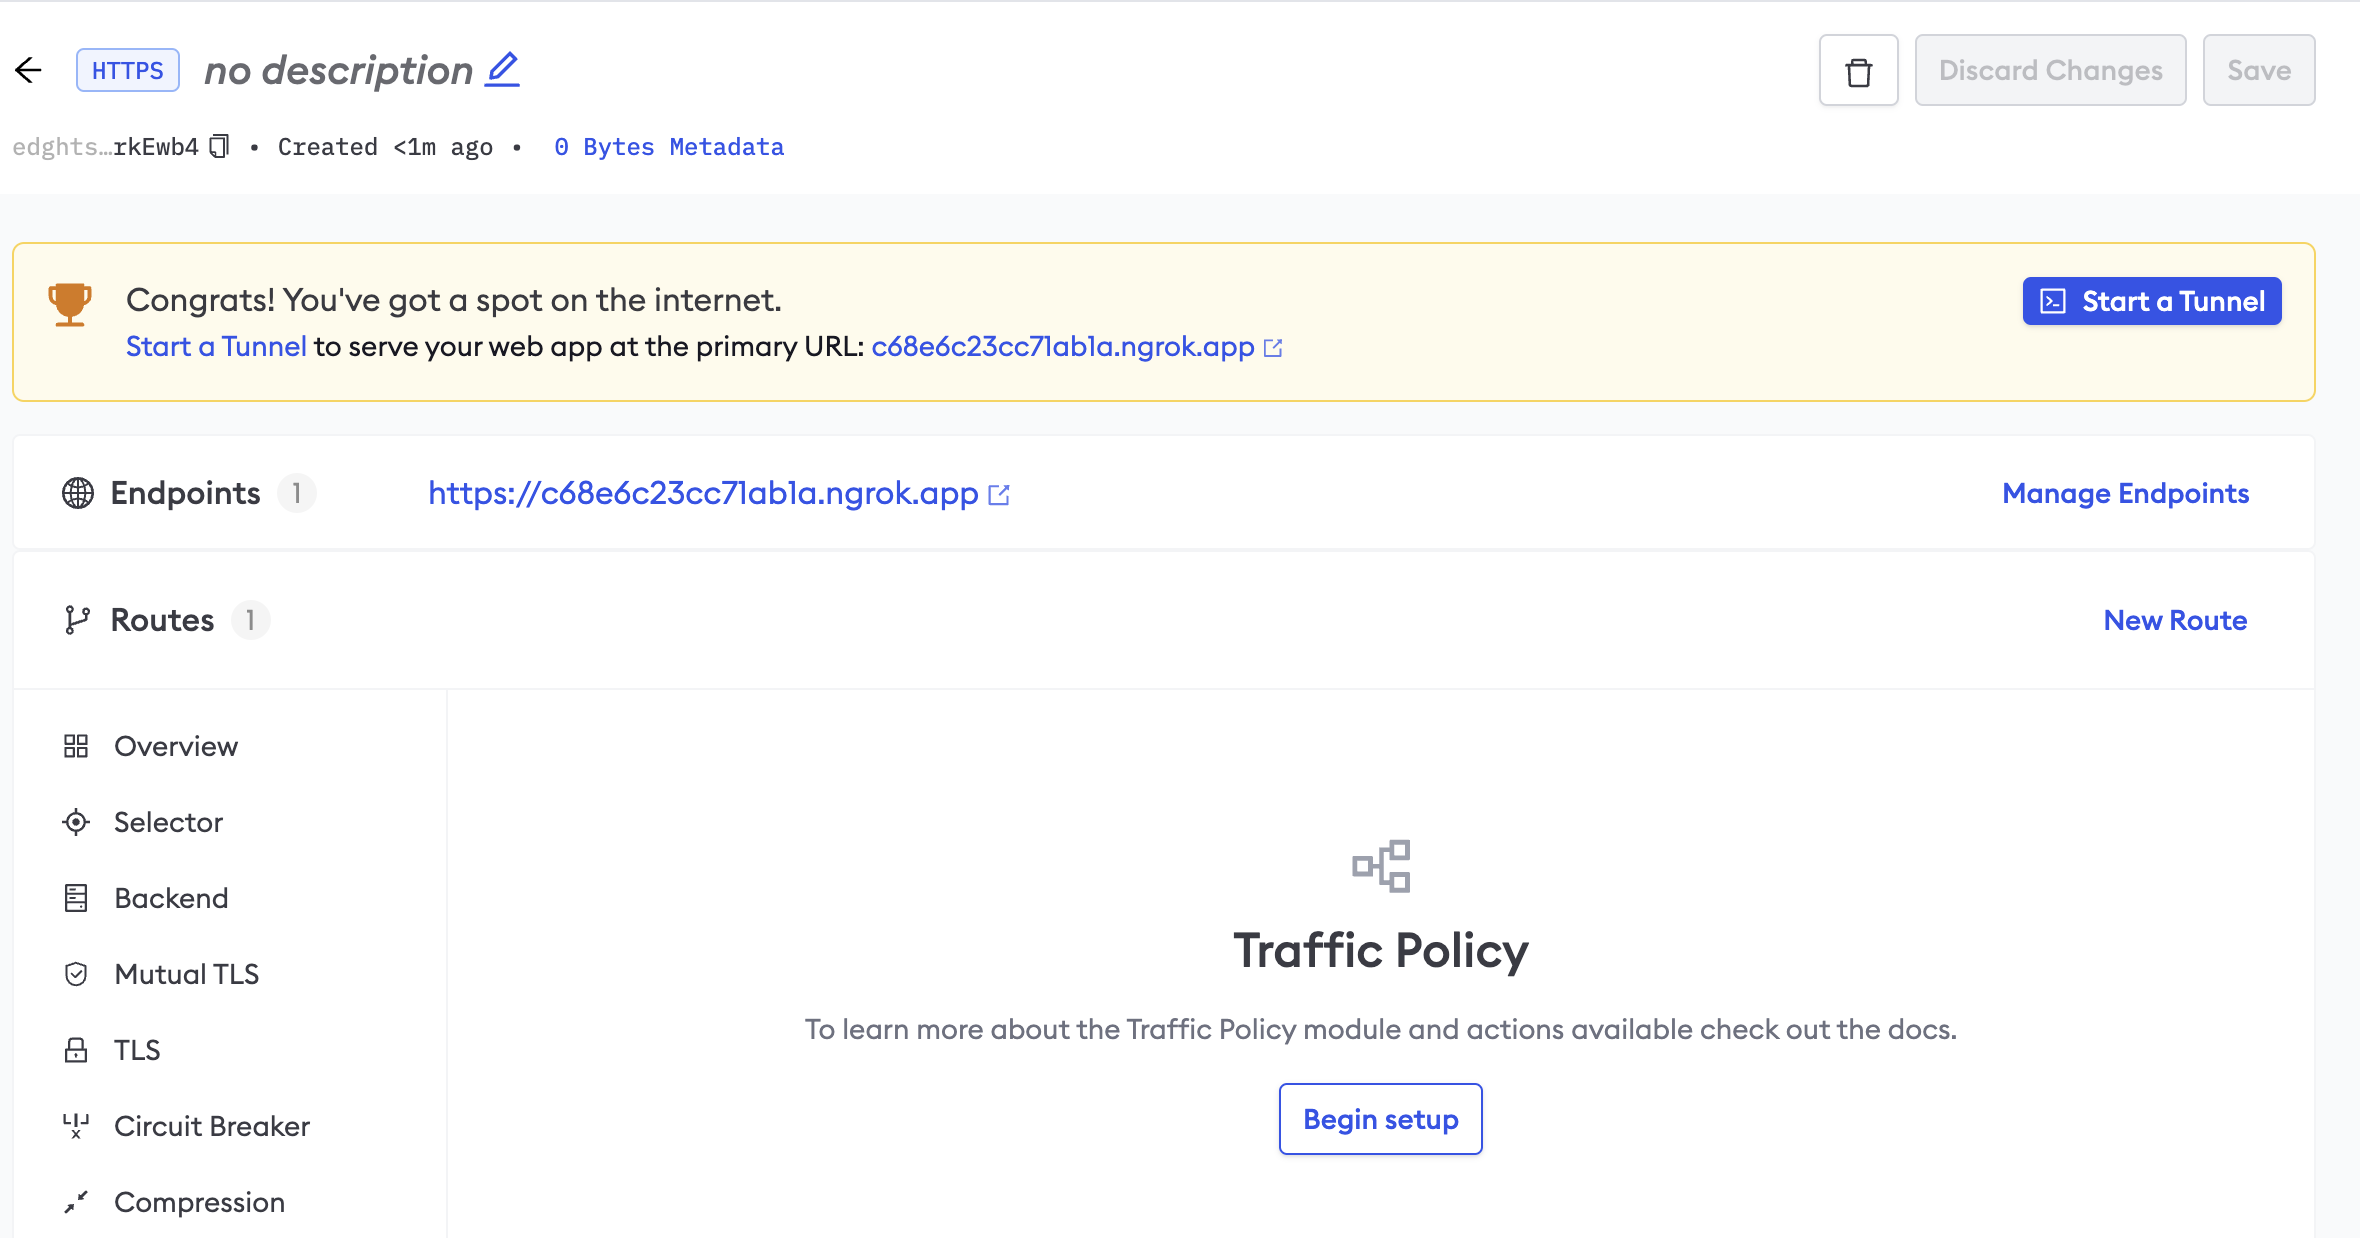 HTTPS no description Discard Changes Save
edghts…rkEwb4 • Created <1m ago • 0 Bytes Metadata
Congrats! You've got a spot on the internet.
Start a Tunnel
Start a Tunnel to serve your web app at the primary URL: c68e6c23cc71ab1a.ngrok.app
Endpoints 1 https://c68e6c23cc71ab1a.ngrok.app Manage Endpoints
Routes 1 New Route
Overview
Selector
Backend
Mutual TLS
TLS
Circuit Breaker
Compression
Traffic Policy
To learn more about the Traffic Policy module and actions available check out the docs.
Begin setup